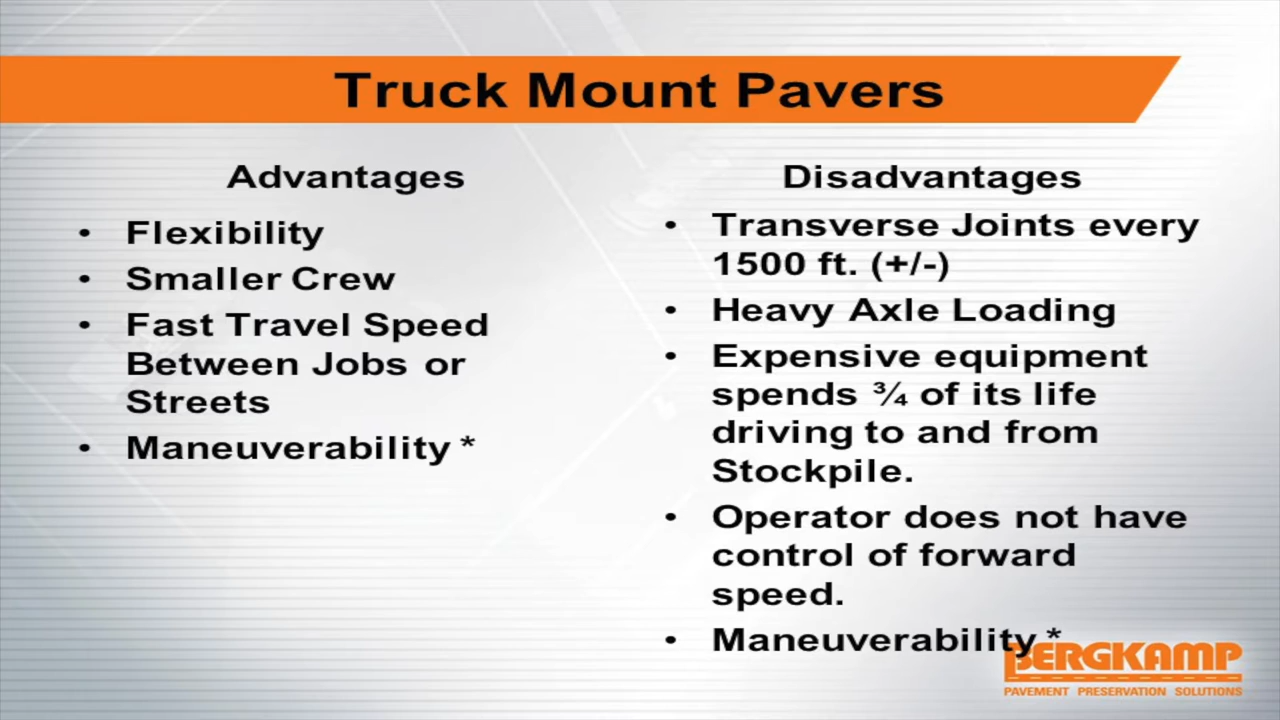 Truck Mount Pavers
Advantages
• Flexibility
• Smaller Crew
• Fast Travel Speed
Between Jobs or
Streets
• Maneuverability *
Disadvantages
• Transverse Joints every
1500 ft. (+/-)
• Heavy Axle Loading
• Expensive equipment
spends ¾ of its life
driving to and from
Stockpile.
• Operator does not have
control of forward
speed.
• Maneuverability *
BERGKAMP
PAVEMENT PRESERVATION SOLUTIONS